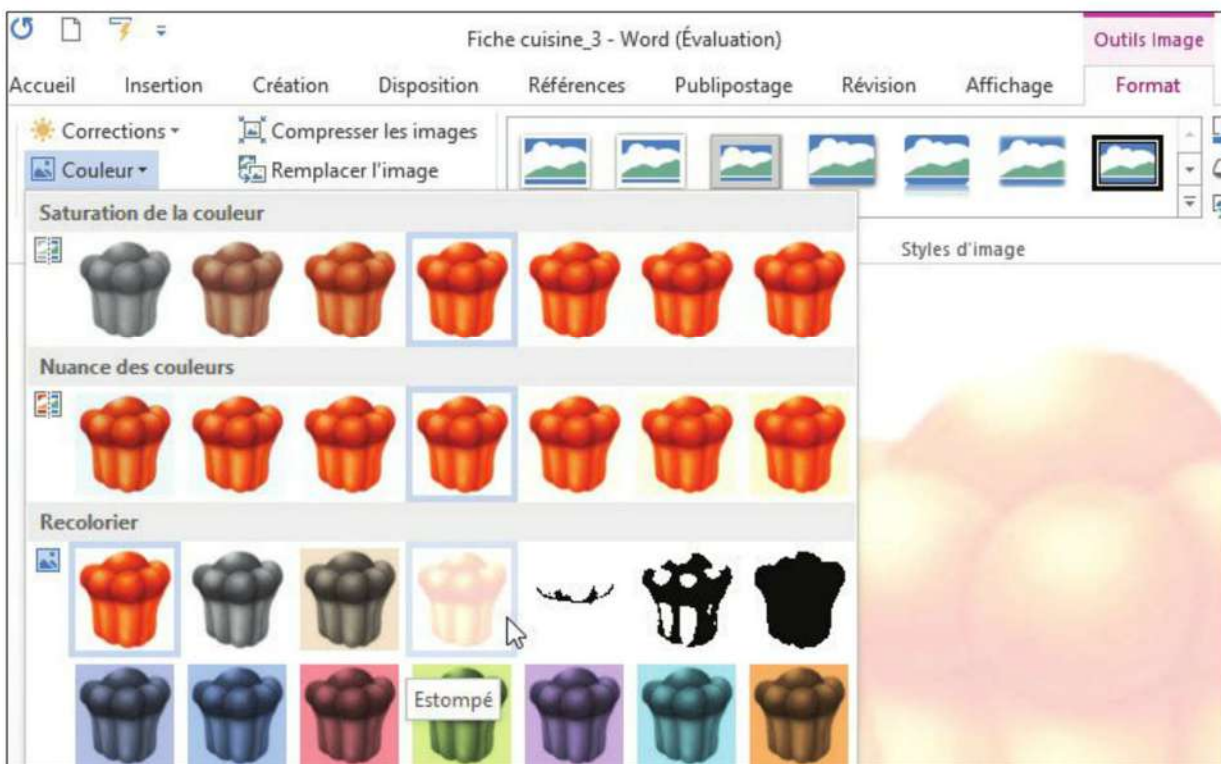 Fiche cuisine_3 - Word (Évaluation)
Outils Image
Accueil Insertion Création Disposition Références Publipostage Révision Affichage Format
Corrections
Compresser les images
Couleur
Remplacer l'image
Saturation de la couleur
Styles d'image
Nuance des couleurs
Recolorier
Estompé